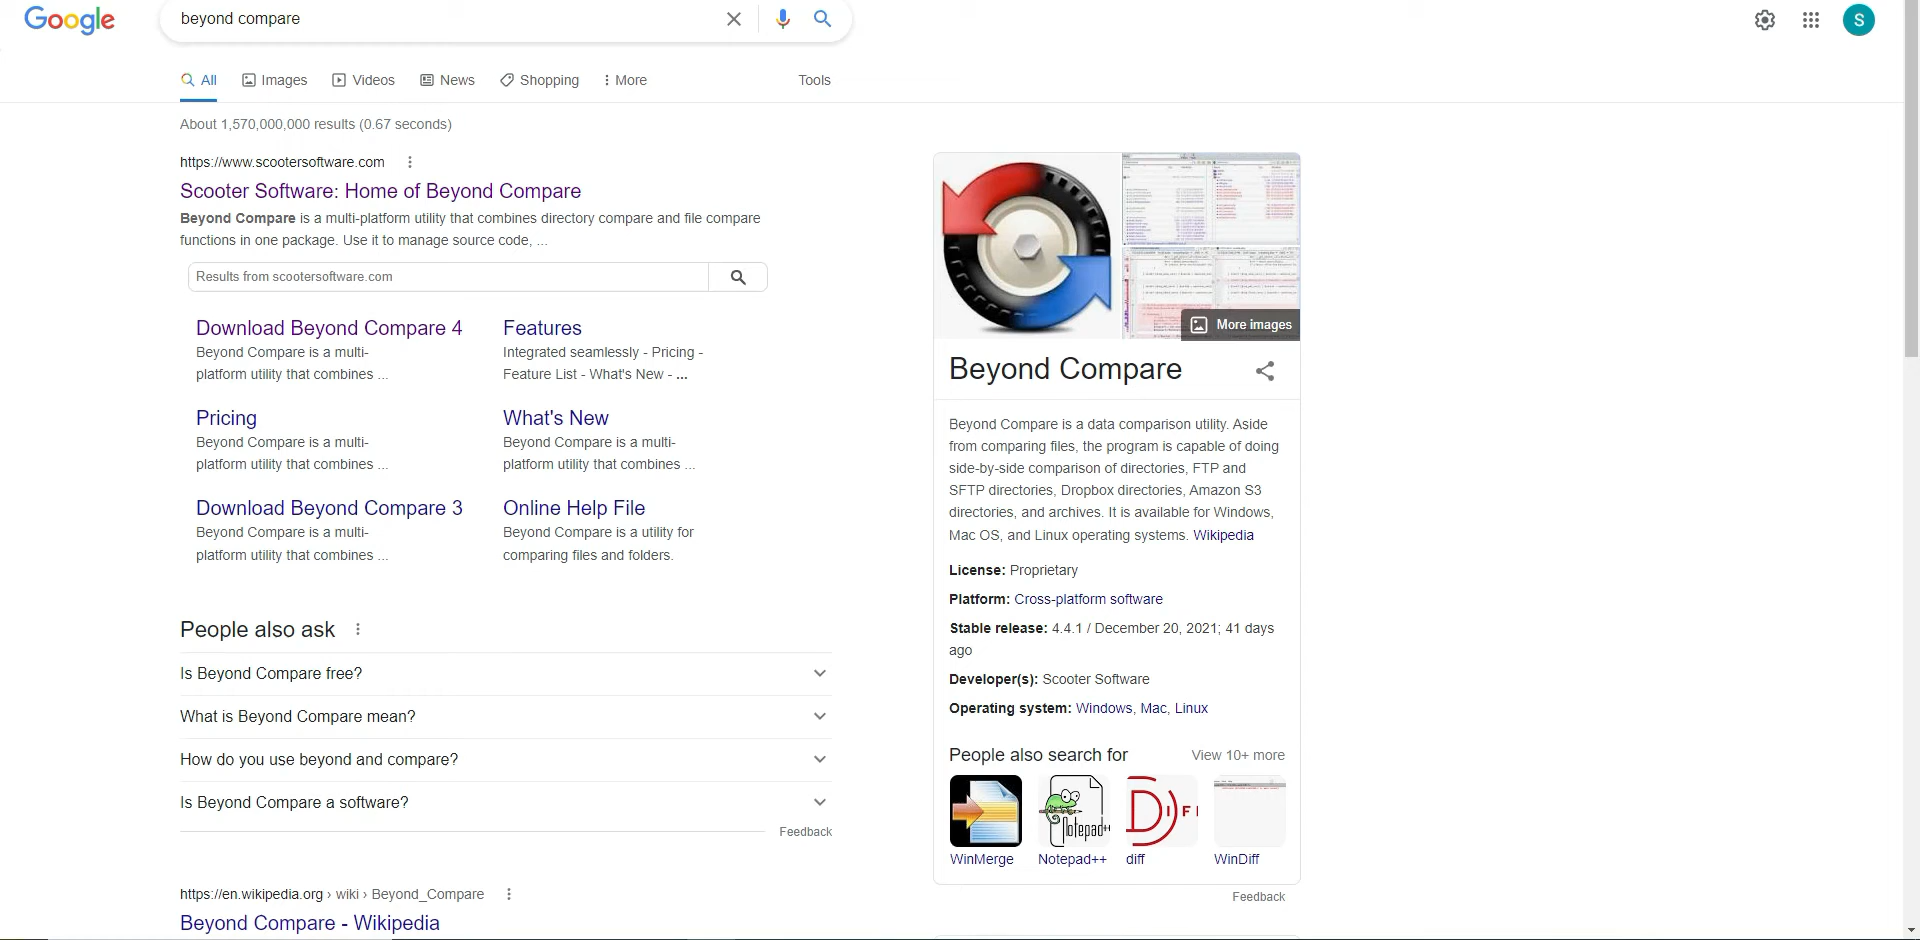 Google
beyond compare
S
All
Images
Videos
News
Shopping
More
Tools
About 1,570,000,000 results (0.67 seconds)
https://www.scootersoftware.com
Scooter Software: Home of Beyond Compare
Beyond Compare is a multi-platform utility that combines directory compare and file compare
functions in one package. Use it to manage source code, ...
Results from scootersoftware.com
Download Beyond Compare 4
Beyond Compare is a multi-
platform utility that combines ...
Features
Integrated seamlessly - Pricing -
Feature List - What's New - ...
Pricing
Beyond Compare is a multi-
platform utility that combines ...
What's New
Beyond Compare is a multi-
platform utility that combines ...
Download Beyond Compare 3
Beyond Compare is a multi-
platform utility that combines ...
Online Help File
Beyond Compare is a utility for
comparing files and folders.
People also ask
Is Beyond Compare free?
What is Beyond Compare mean?
How do you use beyond and compare?
Is Beyond Compare a software?
Feedback
https://en.wikipedia.org › wiki › Beyond_Compare
Beyond Compare - Wikipedia
More images
Beyond Compare
Beyond Compare is a data comparison utility. Aside
from comparing files, the program is capable of doing
side-by-side comparison of directories, FTP and
SFTP directories, Dropbox directories, Amazon S3
directories, and archives. It is available for Windows,
Mac OS, and Linux operating systems. Wikipedia
License: Proprietary
Platform: Cross-platform software
Stable release: 4.4.1 / December 20, 2021; 41 days
ago
Developer(s): Scooter Software
Operating system: Windows, Mac, Linux
People also search for
View 10+ more
Notepad++
DIF
WinMerge
Notepad++
diff
WinDiff
Feedback